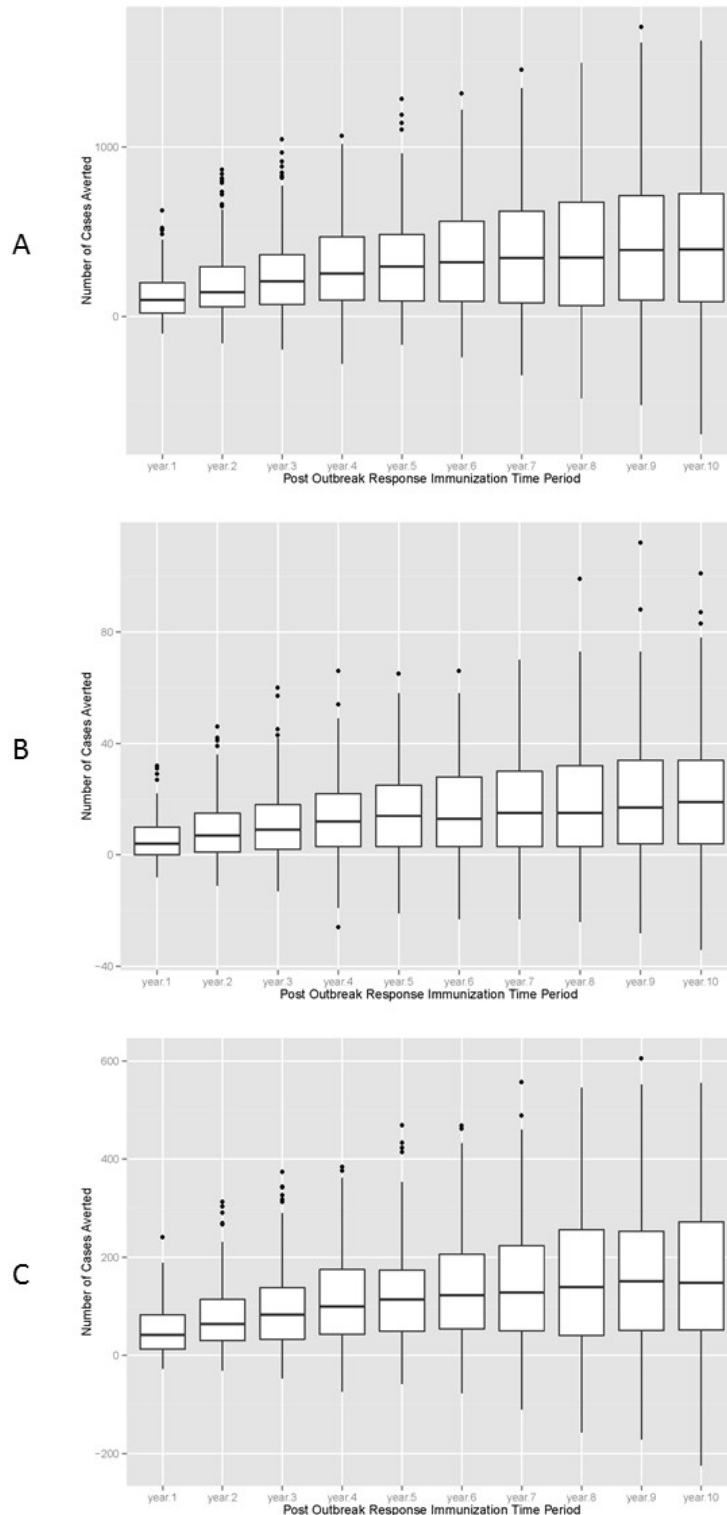 A
Number of Cases Averted
1000
0
year.1 year.2 year.3 year.4 year.5 year.6 year.7 year.8 year.9 year.10
Post Outbreak Response Immunization Time Period
B
Number of Cases Averted
80
40
0
−40
year.1 year.2 year.3 year.4 year.5 year.6 year.7 year.8 year.9 year.10
Post Outbreak Response Immunization Time Period
C
Number of Cases Averted
600
400
200
0
−200
year.1 year.2 year.3 year.4 year.5 year.6 year.7 year.8 year.9 year.10
Post Outbreak Response Immunization Time Period